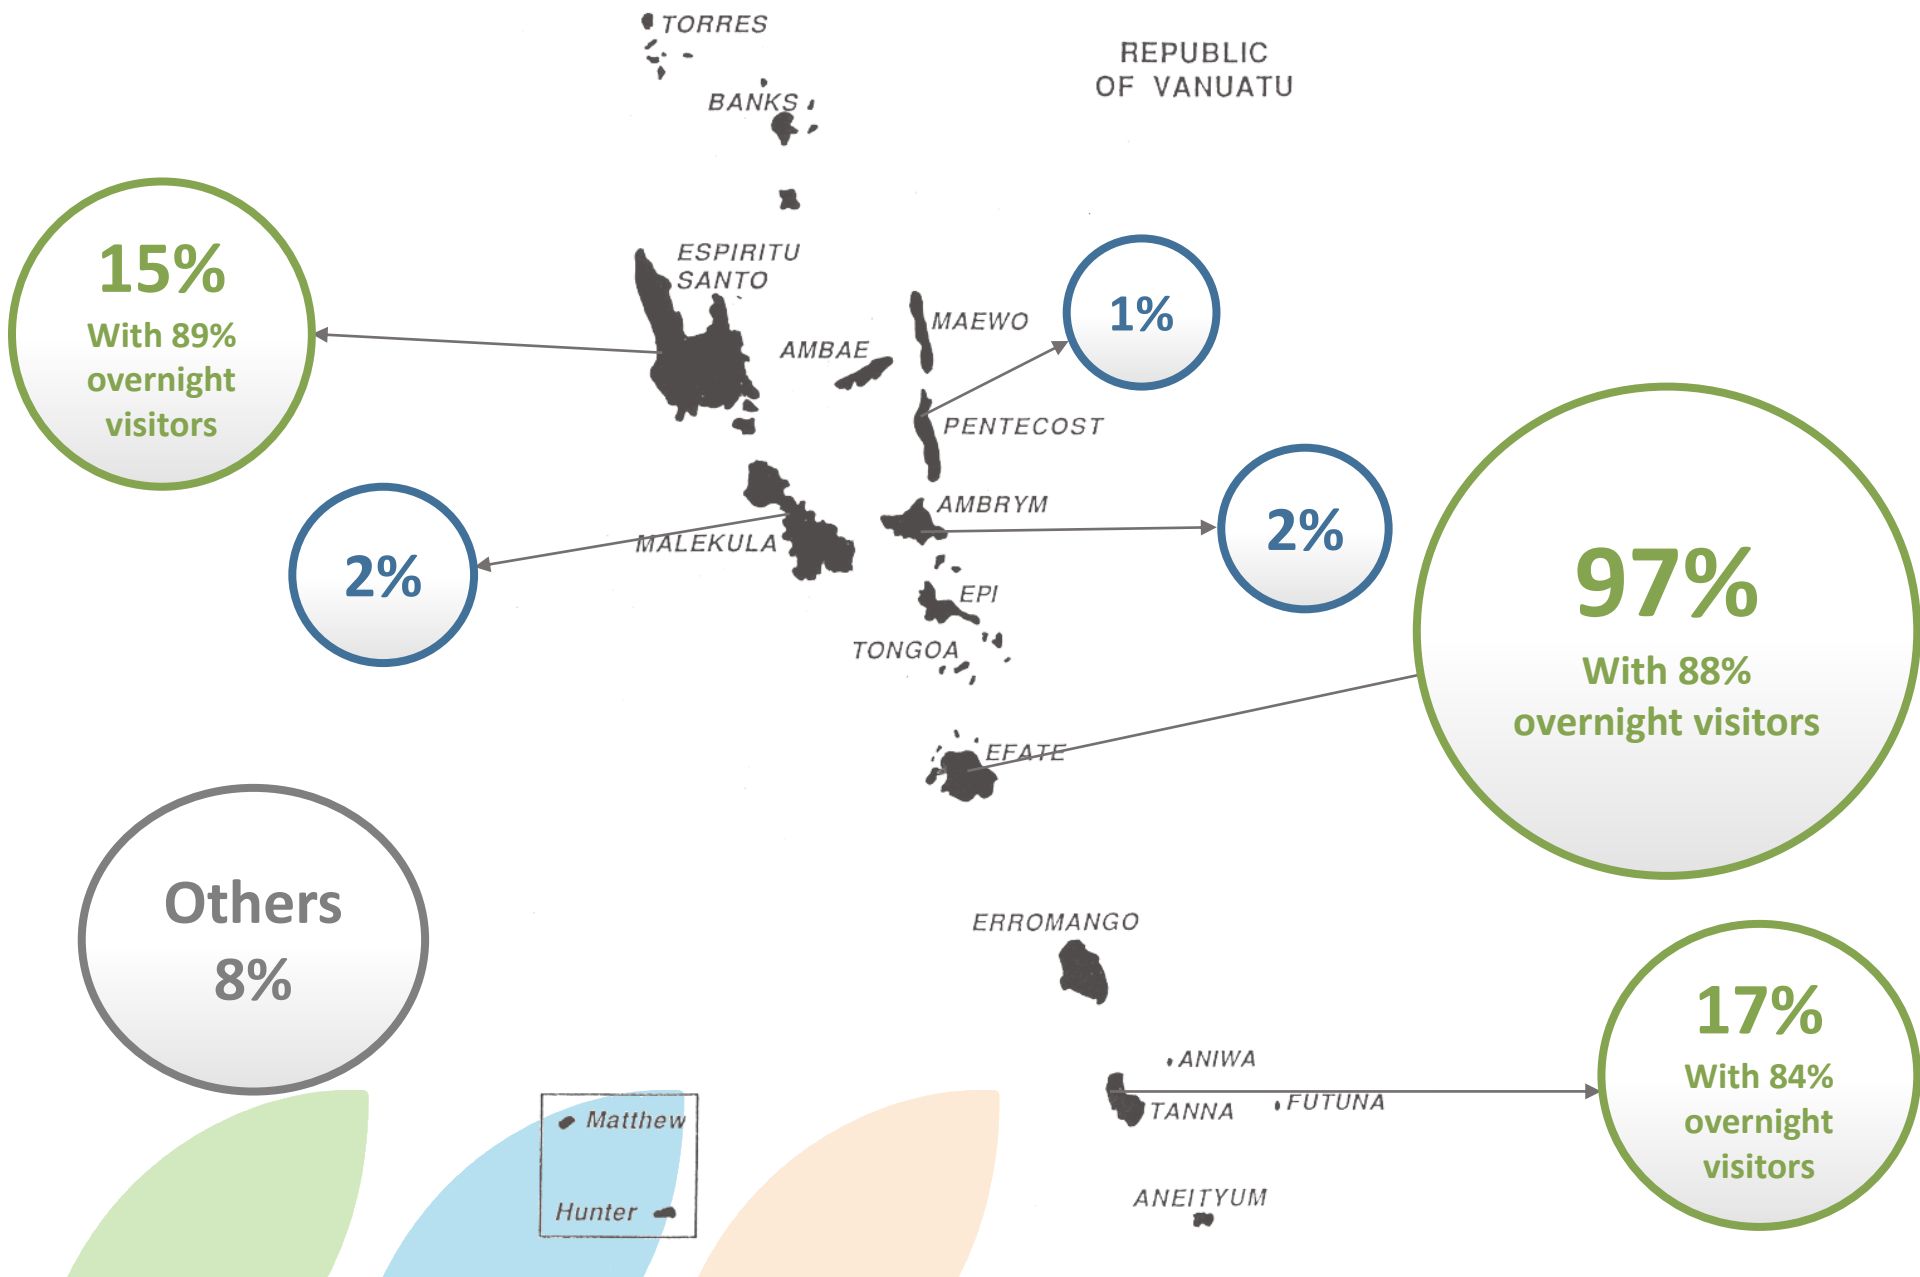 TORRES
REPUBLIC
OF VANUATU
BANKS
15%
With 89%
overnight
visitors
ESPIRITU
SANTO
MAEWO
1%
AMBAE
PENTECOST
AMBRYM
2%
MALEKULA
2%
EPI
TONGOA
97%
With 88%
overnight visitors
EFATE
Others
8%
ERROMANGO
17%
With 84%
overnight
visitors
ANIWA
TANNA
FUTUNA
Matthew
Hunter
ANEITYUM